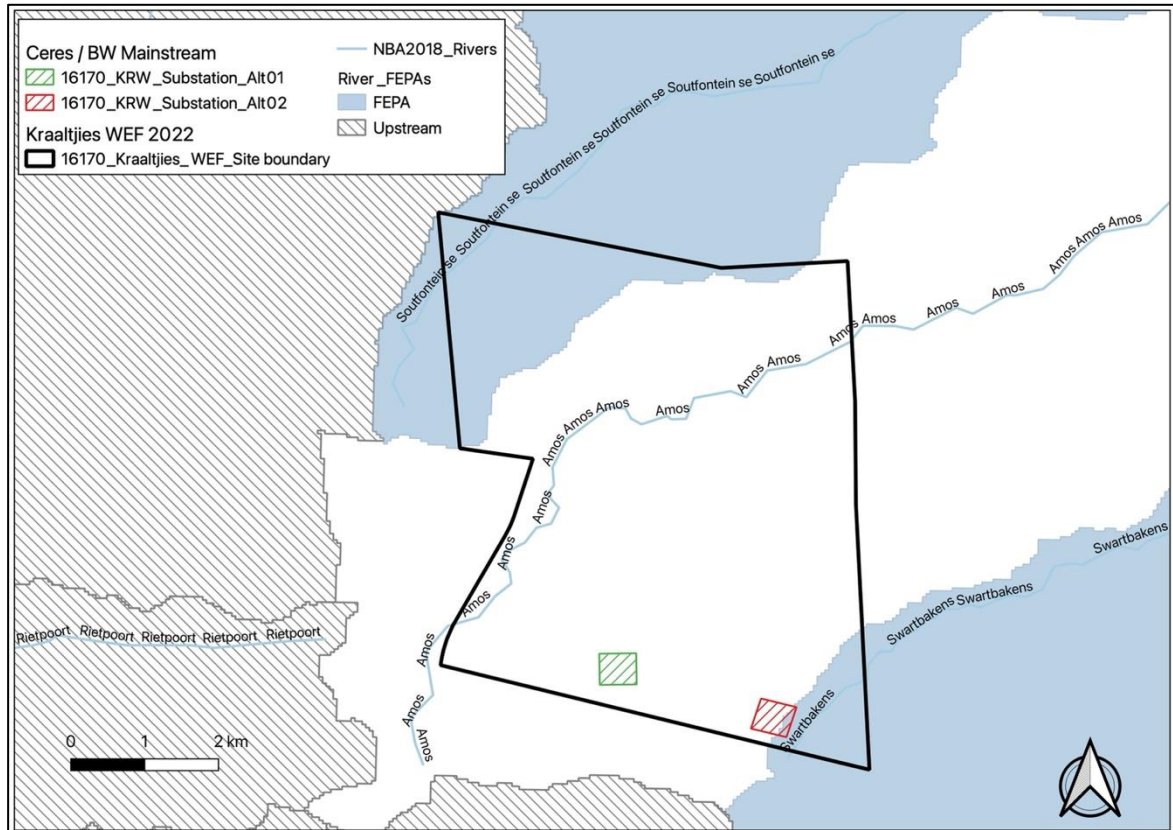 Ceres / BW Mainstream
16170_KRW_Substation_Alt01
16170_KRW_Substation_Alt02
Kraaltjies WEF 2022
16170_Kraaltjies_WEF_Site boundary
NBA2018_Rivers
River_FEPAs
FEPA
Upstream
Soutfontein se Soutfontein se Soutfontein se Soutfontein se Soutfontein se Soutfontein se
Amos Amos Amos
Amos
Amos
Amos Amos
Amos Amos
Amos
Amos Amos Amos
Amos
Amos
Amos
Amos
Amos
Amos
Swartbakens
Swartbakens Swartbakens
Swartbakens
Rietpoort Rietpoort Rietpoort Rietpoort Rietpoort
0 1 2 km